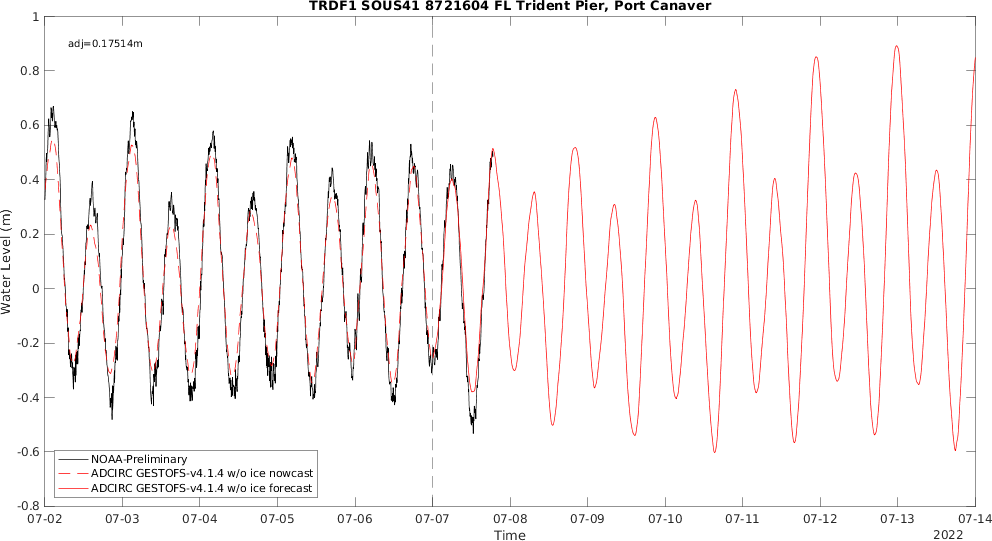 TRDF1 SOUS41 8721604 FL Trident Pier, Port Canaver
adj=0.17514m
1
0.8
0.6
0.4
0.2
0
-0.2
-0.4
-0.6
-0.8
Water Level (m)
NOAA-Preliminary
ADCIRC GESTOFS-v4.1.4 w/o ice nowcast
ADCIRC GESTOFS-v4.1.4 w/o ice forecast
07-02 07-03 07-04 07-05 07-06 07-07 07-08 07-09 07-10 07-11 07-12 07-13 07-14
Time
2022